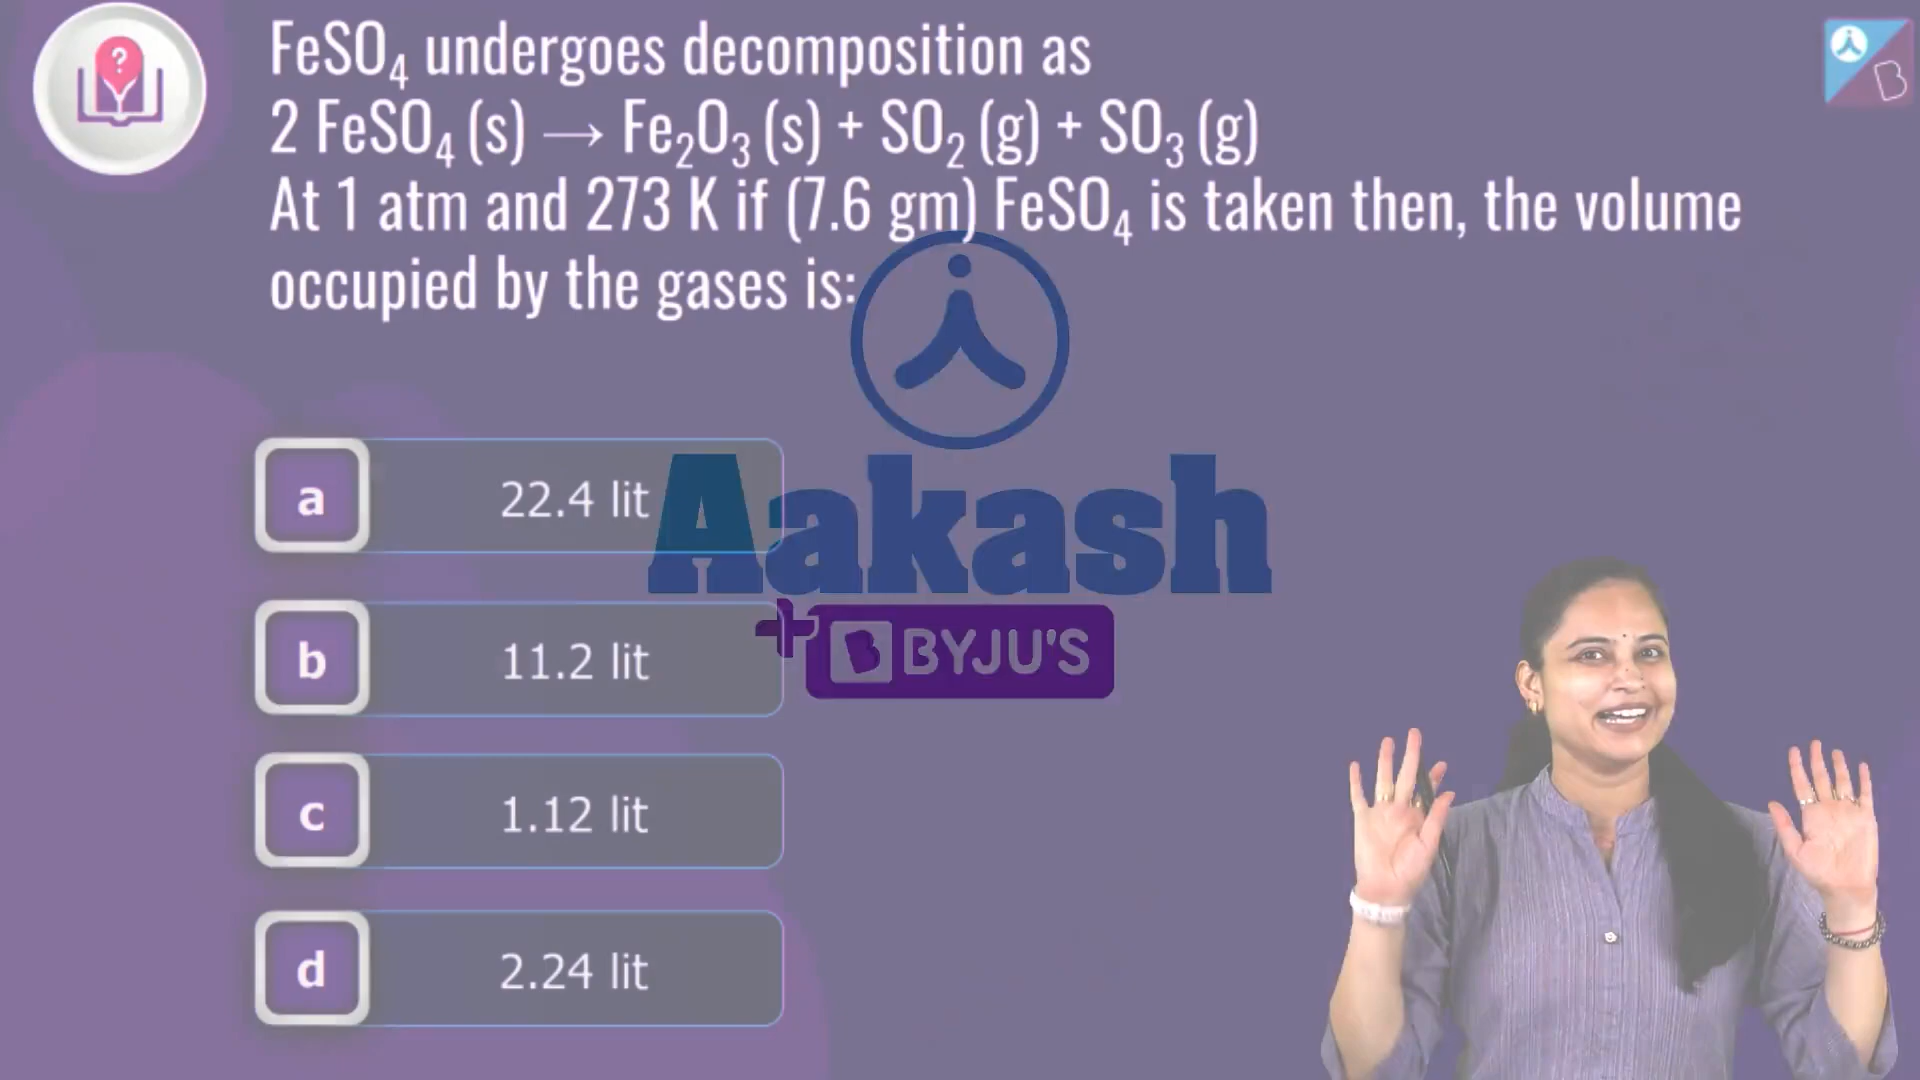 ?
FeSO₄ undergoes decomposition as
2 FeSO₄ (s) → Fe₂O₃ (s) + SO₂ (g) + SO₃ (g)
At 1 atm and 273 K if (7.6 gm) FeSO₄ is taken then, the volume
occupied by the gases is:
B
a 22.4 lit
b 11.2 lit
c 1.12 lit
d 2.24 lit
Aakash
+ B BYJU'S